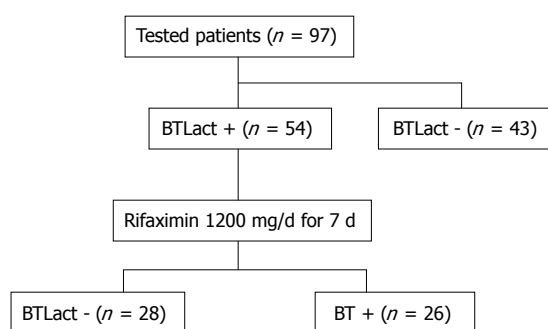 Tested patients (n = 97)
BTLact + (n = 54)
BTLact - (n = 43)
Rifaximin 1200 mg/d for 7 d
BTLact - (n = 28)
BT + (n = 26)